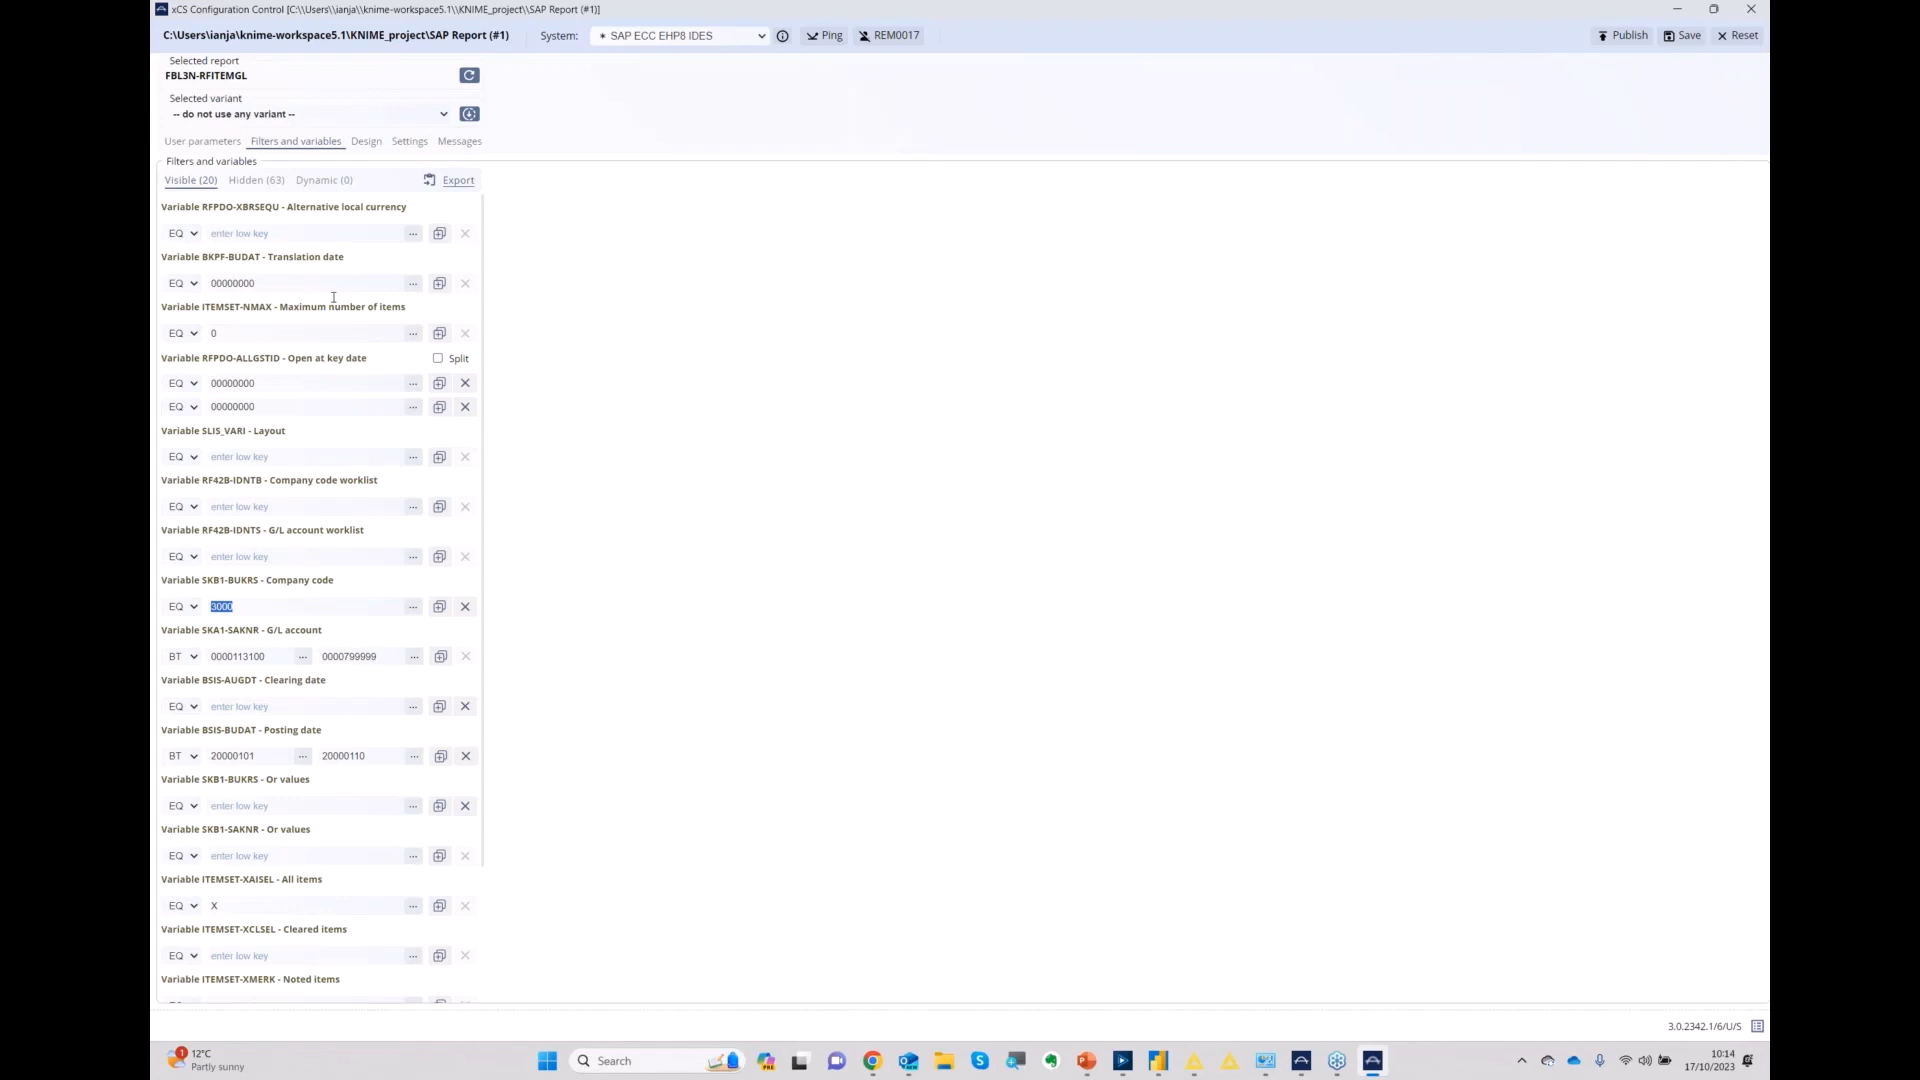 xCS Configuration Control [C:\\Users\\ianja\\knime-workspace5.1\\KNIME_project\\SAP Report (#1)]
C:\Users\ianja\knime-workspace5.1\KNIME_project\SAP Report (#1) System: ✶ SAP ECC EHP8 IDES Ping REM0017 Publish Save Reset
Selected report
FBL3N-RFITEMGL
Selected variant
-- do not use any variant --
User parameters Filters and variables Design Settings Messages
Filters and variables
Visible (20) Hidden (63) Dynamic (0) Export
Variable RFPDO-XBRSEQU - Alternative local currency
EQ enter low key ...
Variable BKPF-BUDAT - Translation date
EQ 00000000 ...
Variable ITEMSET-NMAX - Maximum number of items
EQ 0 ...
Variable RFPDO-ALLGSTID - Open at key date Split
EQ 00000000 ...
EQ 00000000 ...
Variable SLIS_VARI - Layout
EQ enter low key ...
Variable RF42B-IDNTB - Company code worklist
EQ enter low key ...
Variable RF42B-IDNTS - G/L account worklist
EQ enter low key ...
Variable SKB1-BUKRS - Company code
EQ 3000 ...
Variable SKA1-SAKNR - G/L account
BT 0000113100 ... 0000799999 ...
Variable BSIS-AUGDT - Clearing date
EQ enter low key ...
Variable BSIS-BUDAT - Posting date
BT 20000101 ... 20000110 ...
Variable SKB1-BUKRS - Or values
EQ enter low key ...
Variable SKB1-SAKNR - Or values
EQ enter low key ...
Variable ITEMSET-XAISEL - All items
EQ X ...
Variable ITEMSET-XCLSEL - Cleared items
EQ enter low key ...
Variable ITEMSET-XMERK - Noted items
3.0.2342.1/6/U/S
1 12°C
Partly sunny
Search
10:14
17/10/2023